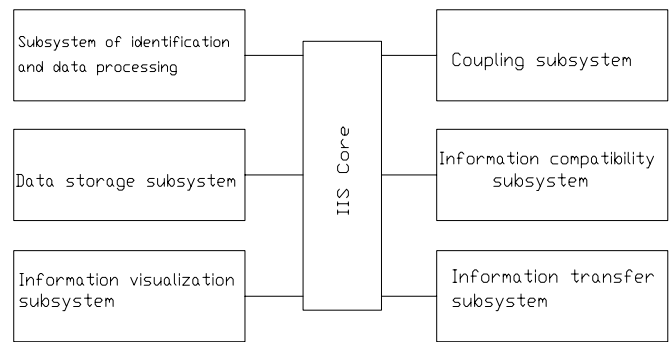 Subsystem of identification
and data processing
Data storage subsystem
Information visualization
subsystem
IIS Core
Coupling subsystem
Information compatibility
subsystem
Information transfer
subsystem